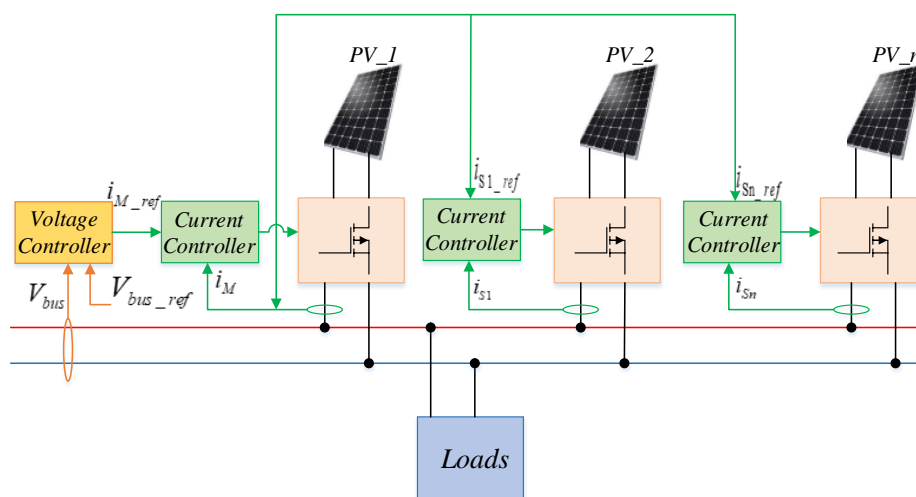 PV_1
PV_2
PV_n
i_M_ref
i_S1_ref
i_Sn_ref
Voltage
Controller
Current
Controller
Current
Controller
Current
Controller
V_bus
V_bus_ref
i_M
i_S1
i_Sn
Loads